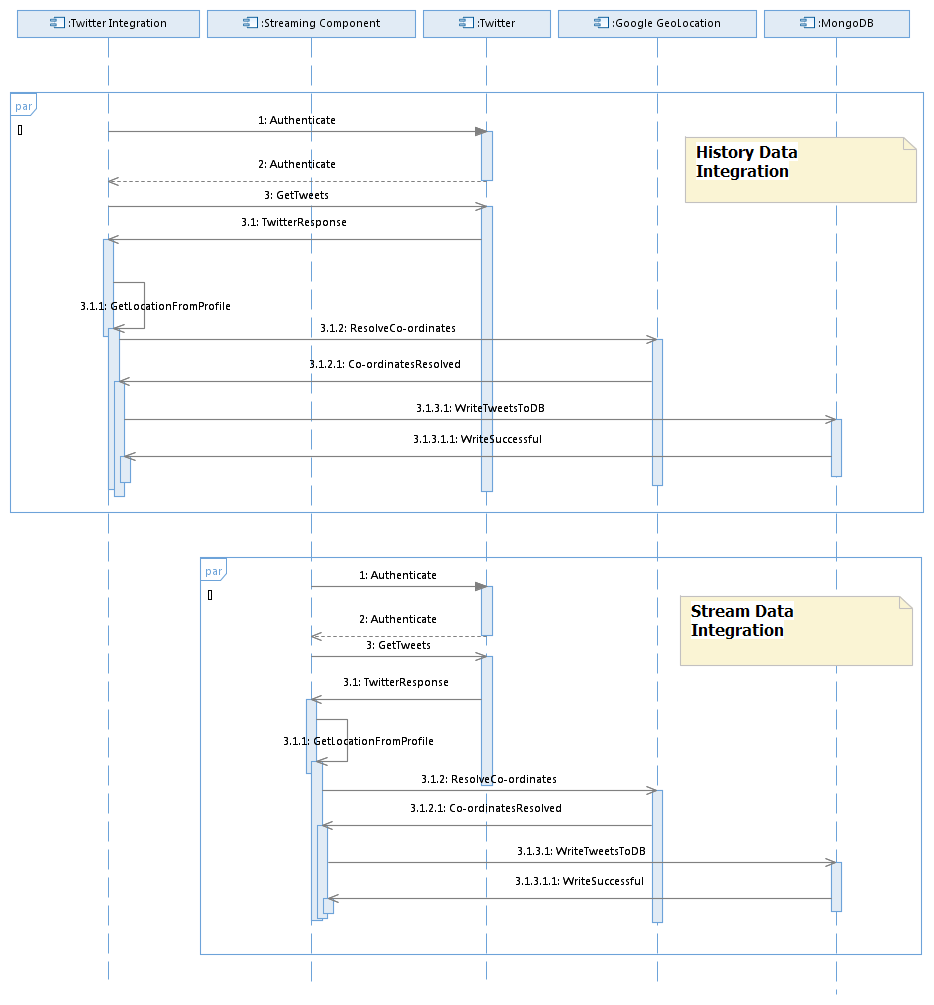 :Twitter Integration
:Streaming Component
:Twitter
:Google GeoLocation
:MongoDB
par
[]
1: Authenticate
History Data
Integration
2: Authenticate
3: GetTweets
3.1: TwitterResponse
3.1.1: GetLocationFromProfile
3.1.2: ResolveCo-ordinates
3.1.2.1: Co-ordinatesResolved
3.1.3.1: WriteTweetsToDB
3.1.3.1.1: WriteSuccessful
par
[]
1: Authenticate
Stream Data
Integration
2: Authenticate
3: GetTweets
3.1: TwitterResponse
3.1.1: GetLocationFromProfile
3.1.2: ResolveCo-ordinates
3.1.2.1: Co-ordinatesResolved
3.1.3.1: WriteTweetsToDB
3.1.3.1.1: WriteSuccessful